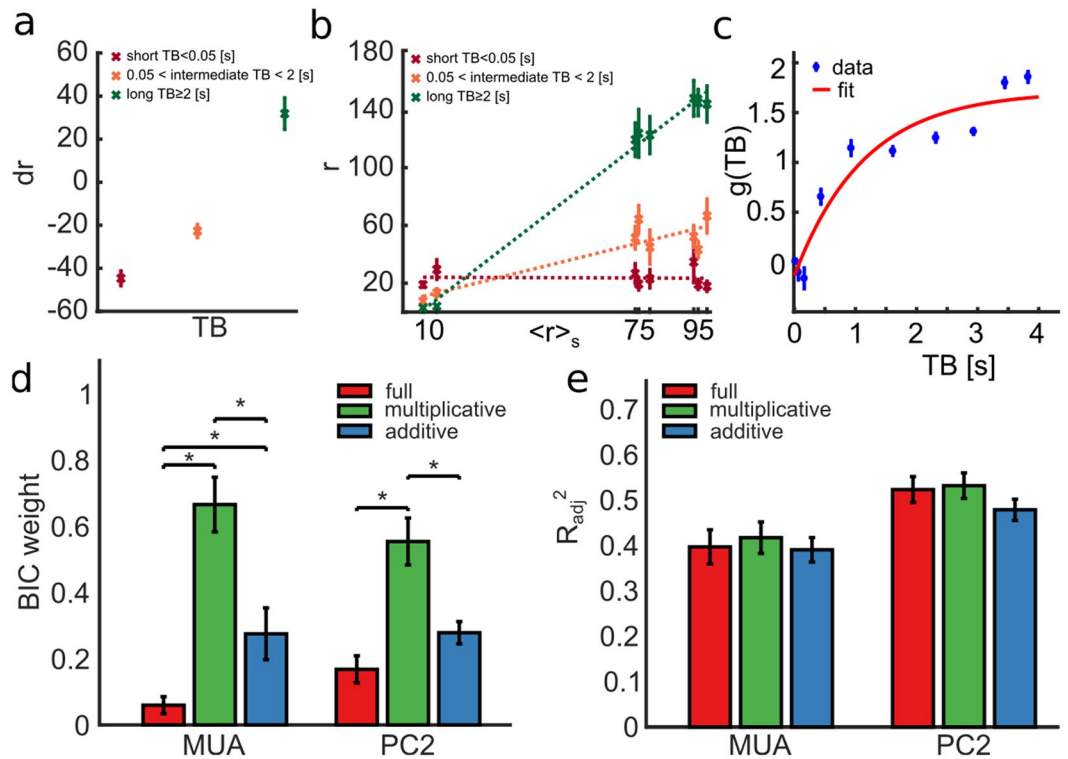 a
60
40
20
0
-20
-40
-60
dr
TB
short TB<0.05 [s]
0.05 < intermediate TB < 2 [s]
long TB≥2 [s]
b
180
140
100
60
20
r
10
75
95
<r>s
short TB<0.05 [s]
0.05 < intermediate TB < 2 [s]
long TB≥2 [s]
c
2
1.5
1
0.5
0
g(TB)
data
fit
0 1 2 3 4
TB [s]
d
1
0.8
0.6
0.4
0.2
0
BIC weight
full
multiplicative
additive
*
*
*
*
*
MUA
PC2
e
0.7
0.6
0.5
0.4
0.3
0.2
0.1
0
Radj²
full
multiplicative
additive
MUA
PC2